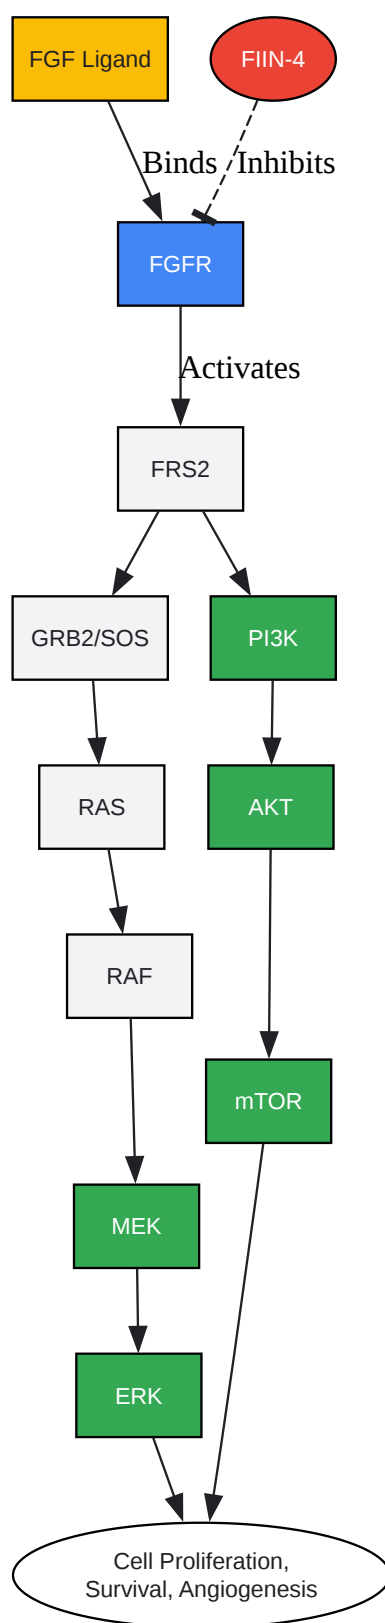 FGF Ligand
FIIN-4
Binds
Inhibits
FGFR
Activates
FRS2
GRB2/SOS
PI3K
RAS
AKT
RAF
mTOR
MEK
ERK
Cell Proliferation,
Survival, Angiogenesis